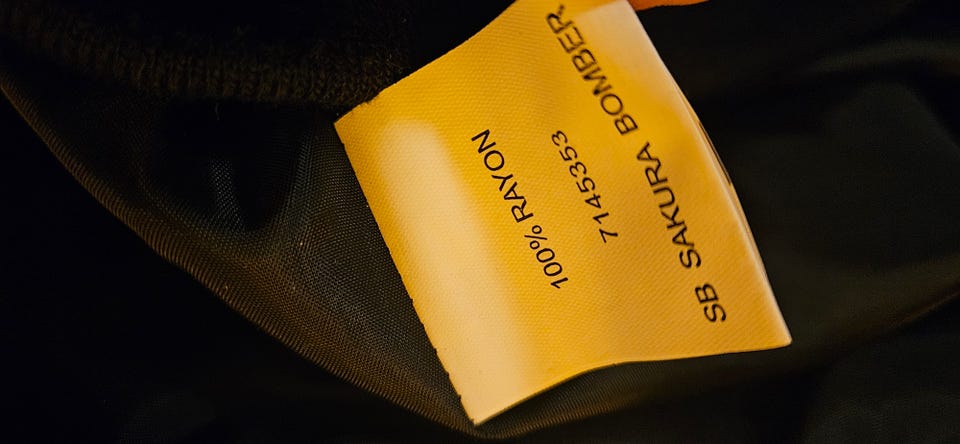 SB SAKURA BOMBER
7145353
100% RAYON